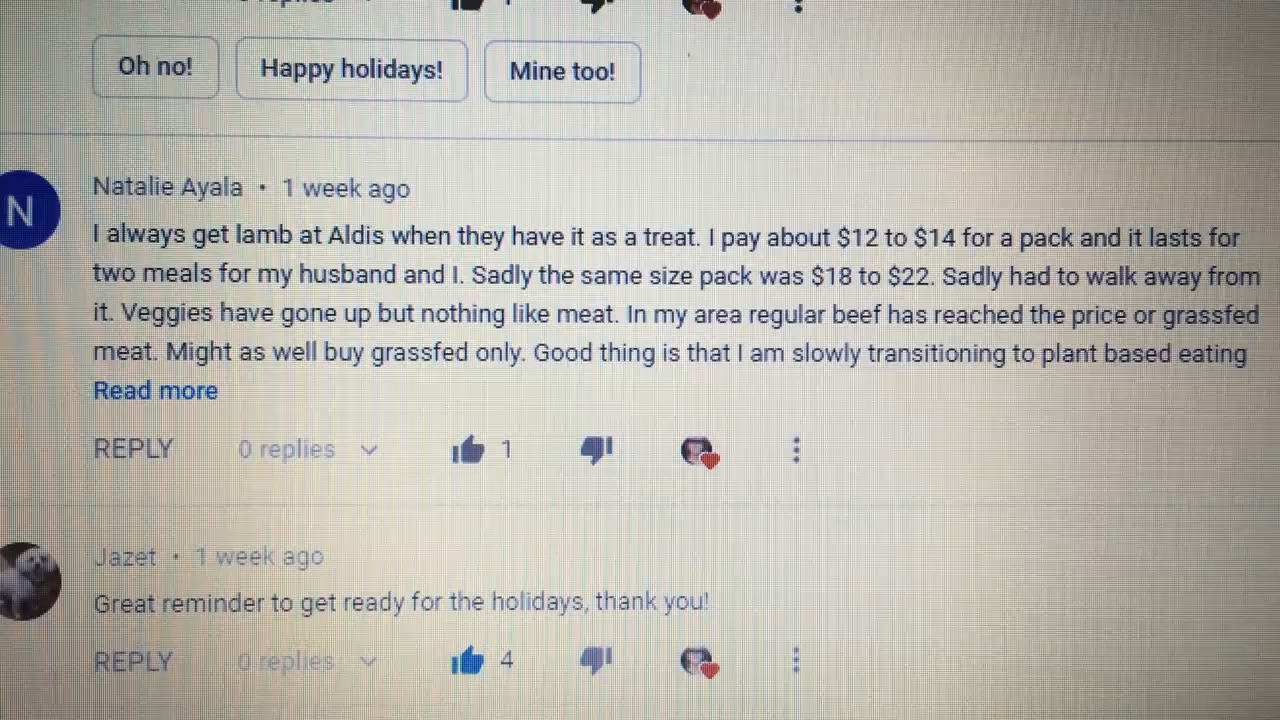 1
Oh no!
Happy holidays!
Mine too!
N
Natalie Ayala • 1 week ago
I always get lamb at Aldis when they have it as a treat. I pay about $12 to $14 for a pack and it lasts for
two meals for my husband and I. Sadly the same size pack was $18 to $22. Sadly had to walk away from
it. Veggies have gone up but nothing like meat. In my area regular beef has reached the price or grassfed
meat. Might as well buy grassfed only. Good thing is that I am slowly transitioning to plant based eating
Read more
REPLY 0 replies 1
Jazet • 1 week ago
Great reminder to get ready for the holidays, thank you!
REPLY 0 replies 4